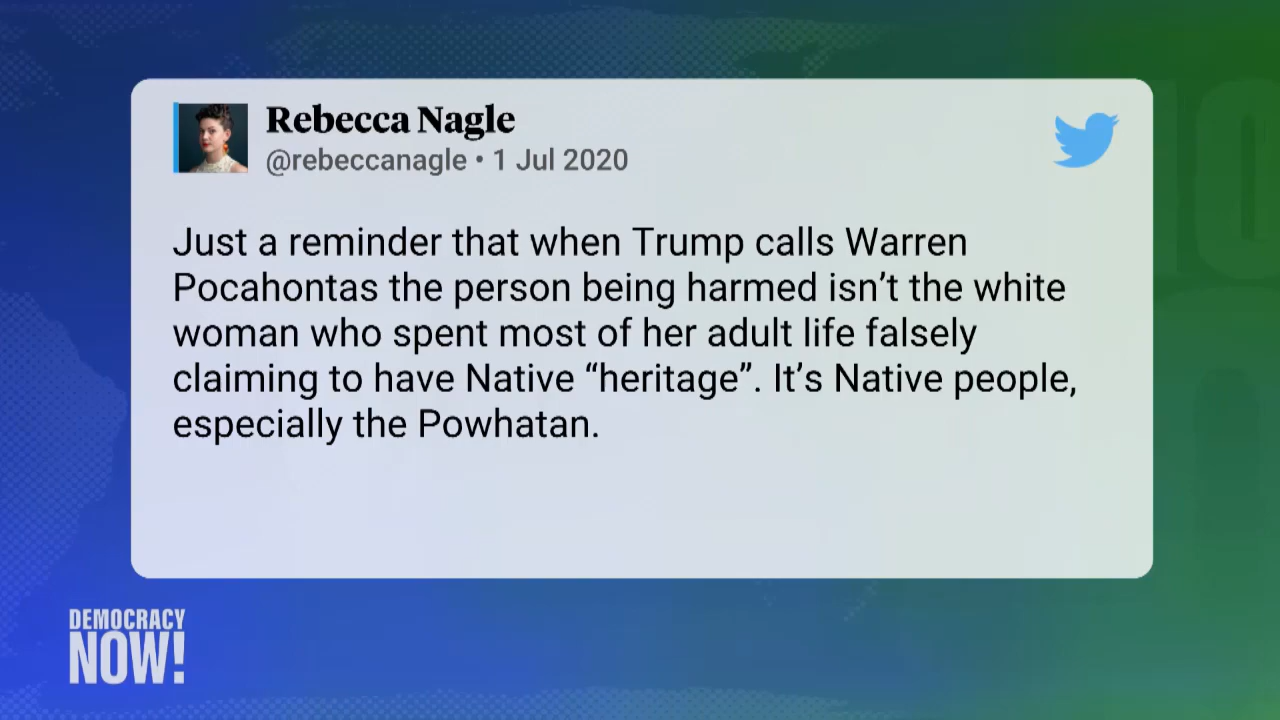 Rebecca Nagle
@rebeccanagle • 1 Jul 2020
Just a reminder that when Trump calls Warren
Pocahontas the person being harmed isn’t the white
woman who spent most of her adult life falsely
claiming to have Native “heritage”. It’s Native people,
especially the Powhatan.
DEMOCRACY
NOW!